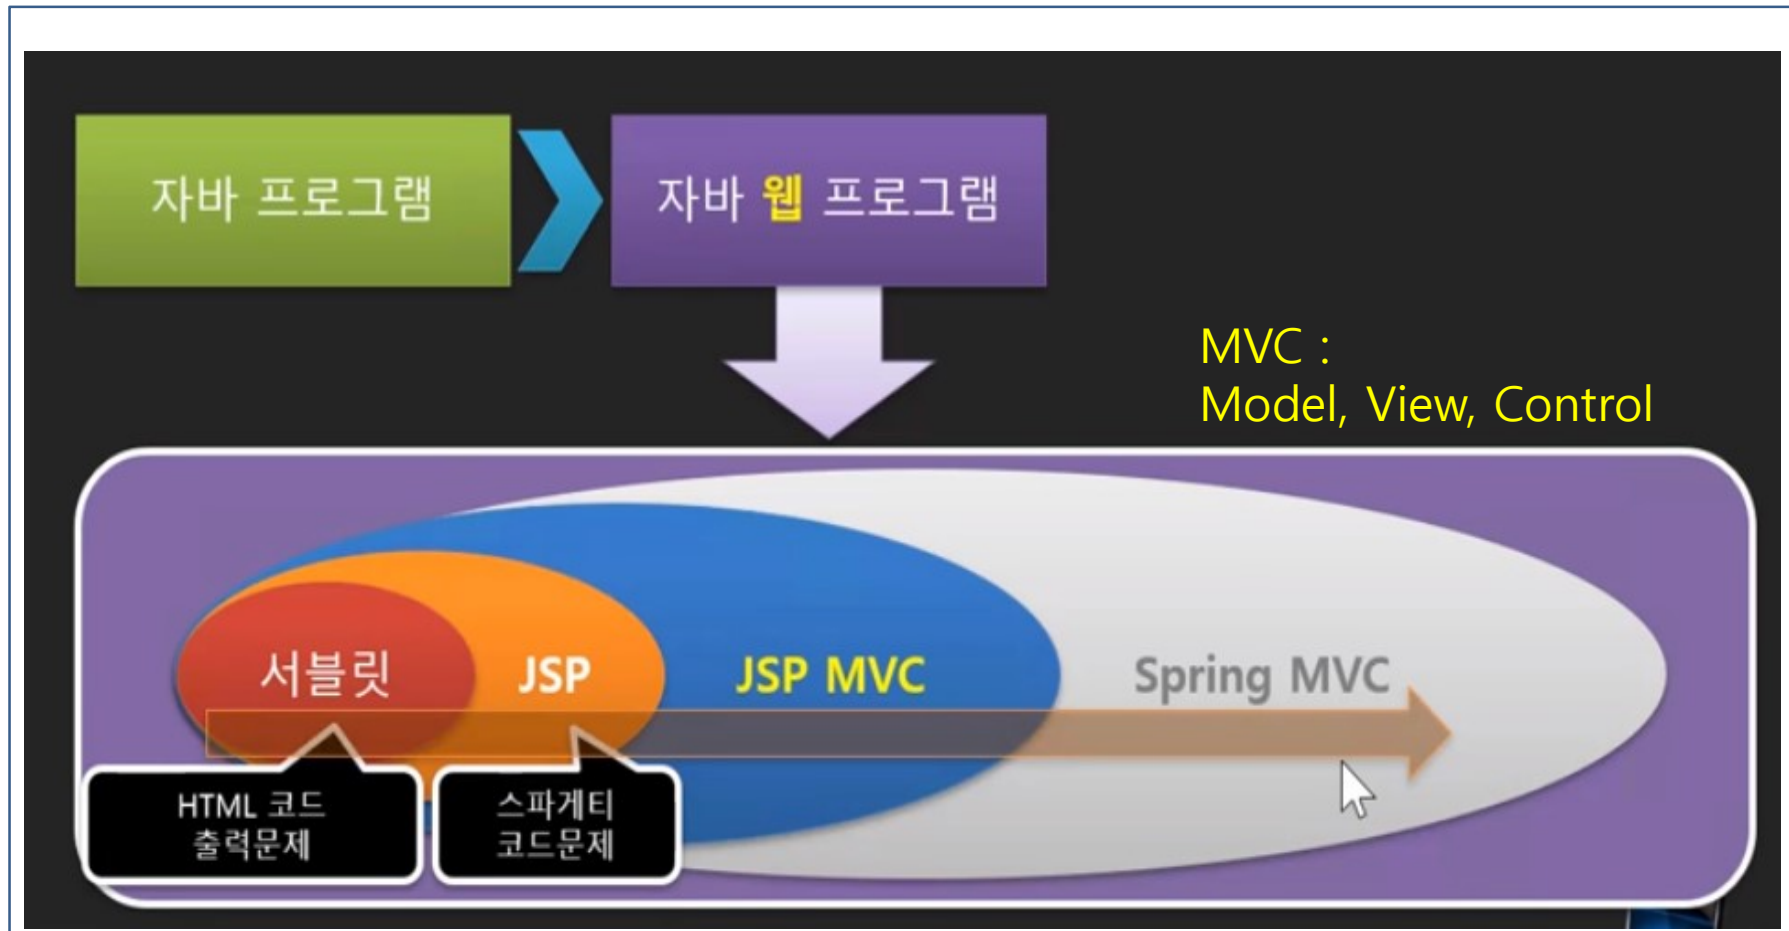 자바 프로그램
자바 웹 프로그램
MVC :
Model, View, Control
서블릿
JSP
JSP MVC
Spring MVC
HTML 코드
출력문제
스파게티
코드문제